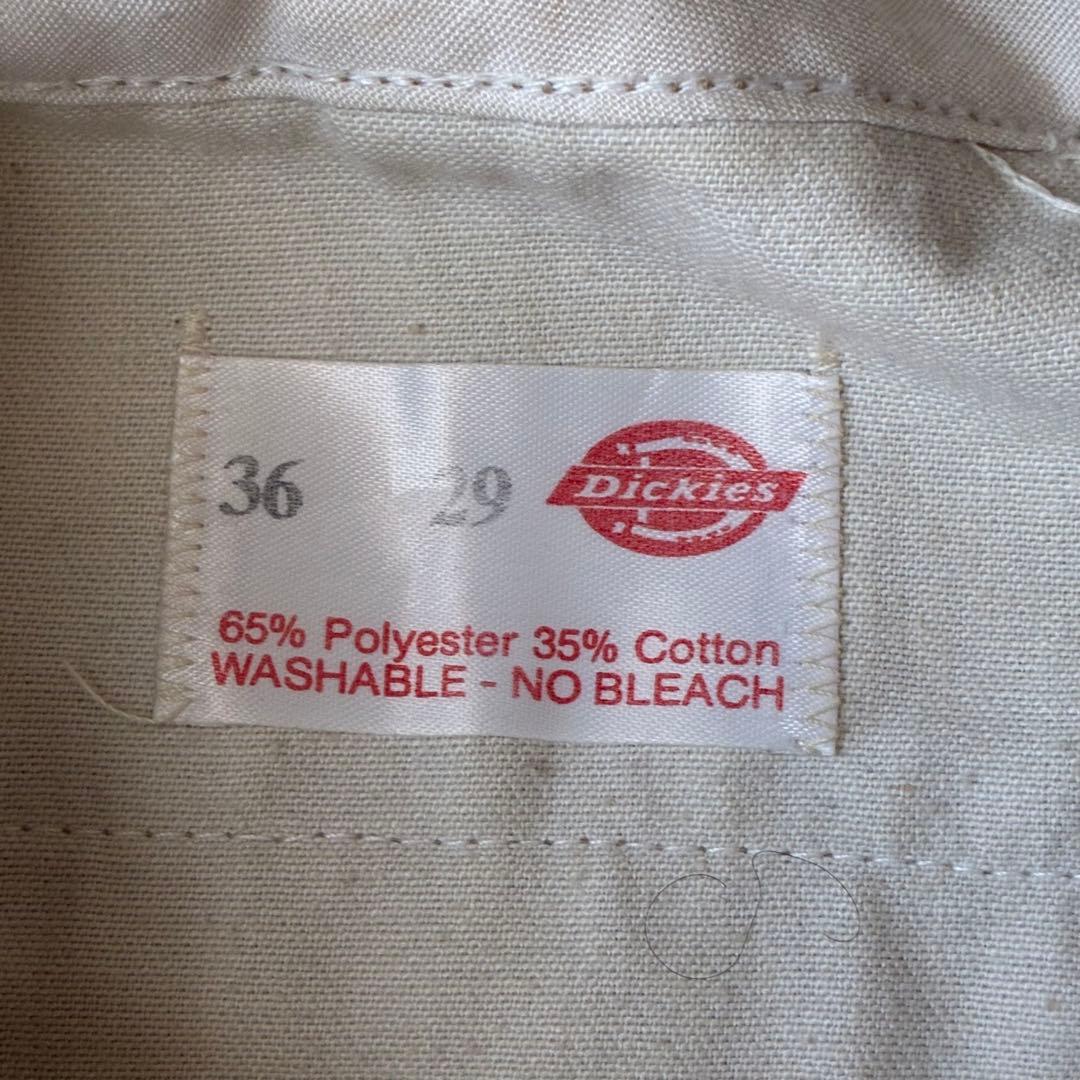 36 29 Dickies
65% Polyester 35% Cotton
WASHABLE - NO BLEACH